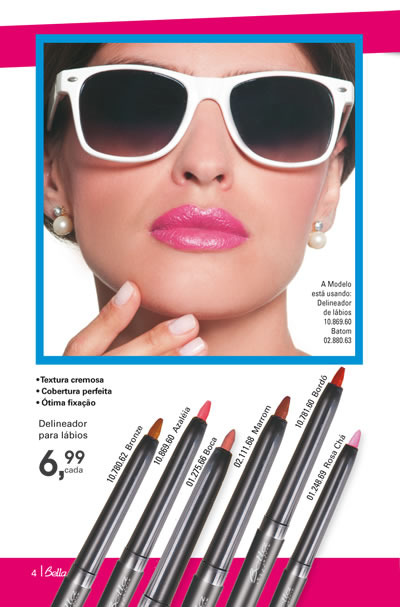 A Modelo
está usando:
Delineador
de lábios
10.869.60
Batom
02.880.63
•Textura cremosa
• Cobertura perfeita
• Ótima fixação
Delineador
para lábios
6,99
cada
10.780.62 Bronze
10.869.60 Azaléia
01.275.66 Boca
02.111.68 Marrom
10.781.60 Bordô
01.248.69 Rosa Chá
4 | Bella